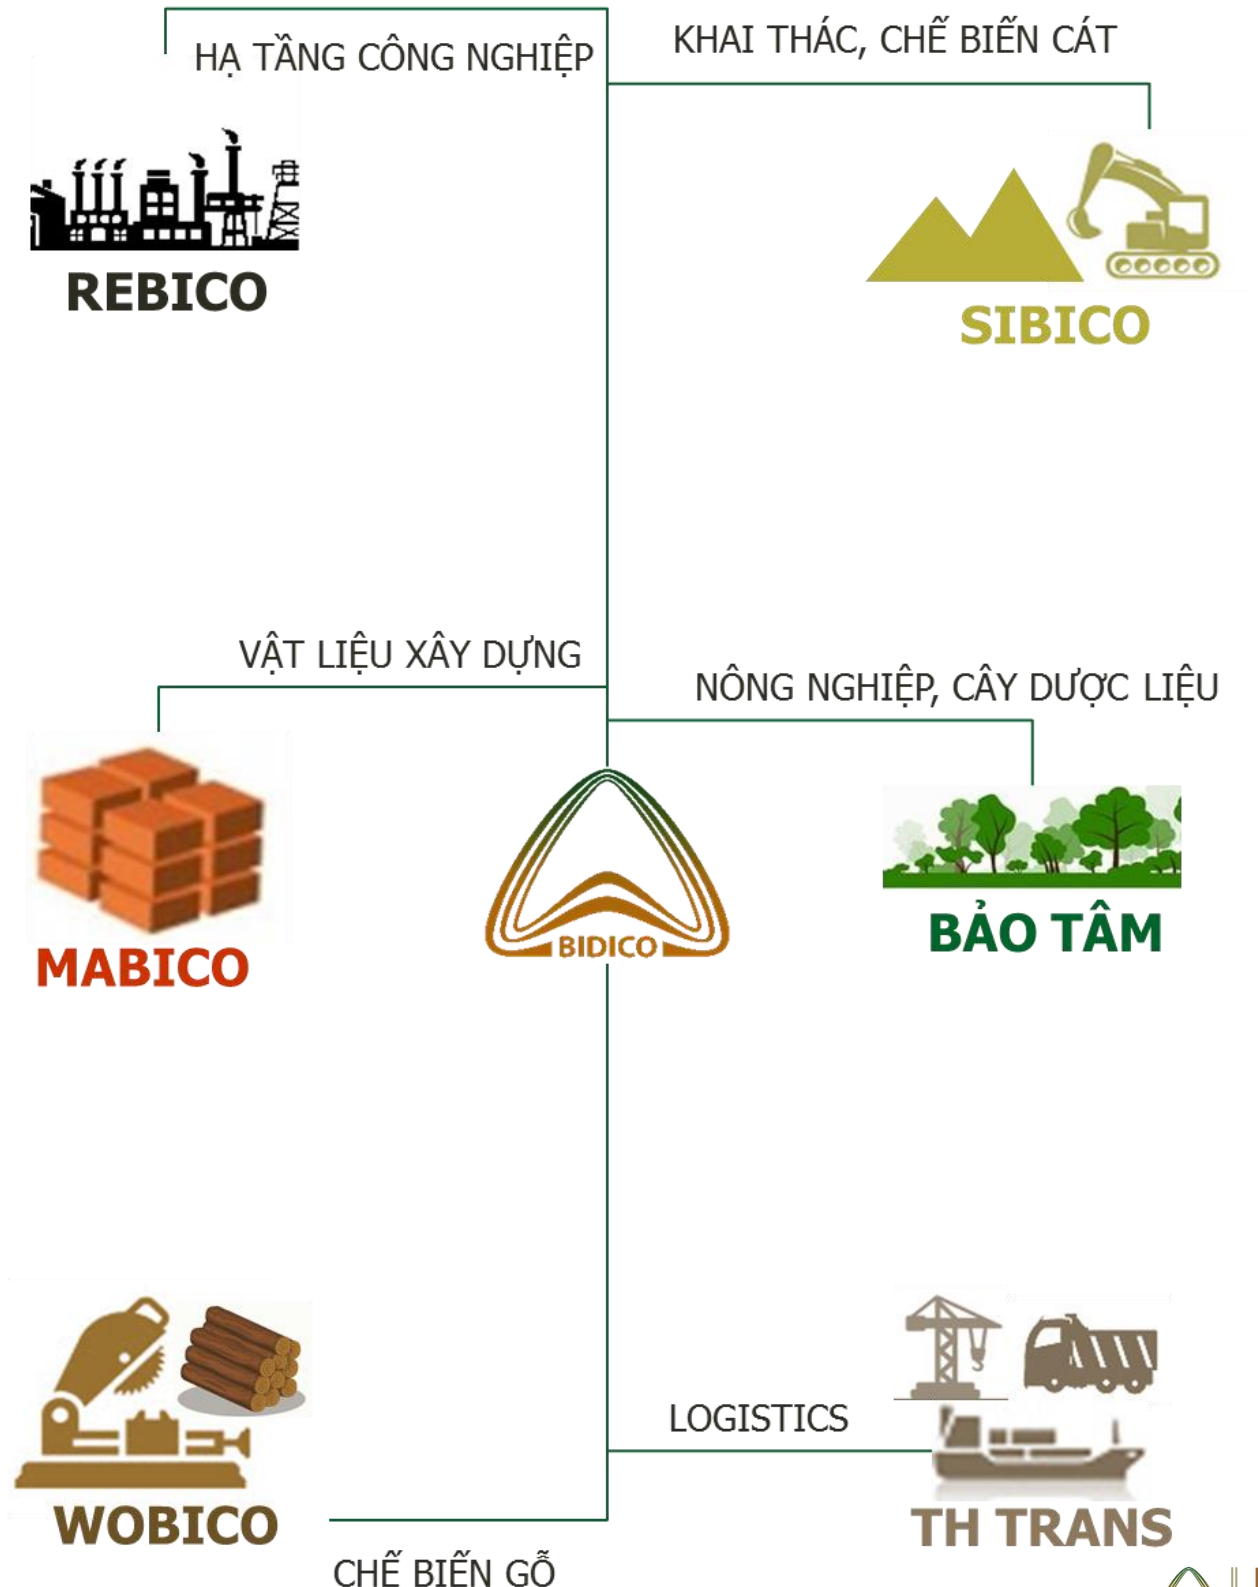 HẠ TẦNG CÔNG NGHIỆP
KHAI THÁC, CHẾ BIẾN CÁT
REBICO
SIBICO
VẬT LIỆU XÂY DỰNG
NÔNG NGHIỆP, CÂY DƯỢC LIỆU
MABICO
BIDICO
BẢO TÂM
LOGISTICS
WOBICO
TH TRANS
CHẾ BIẾN GỖ